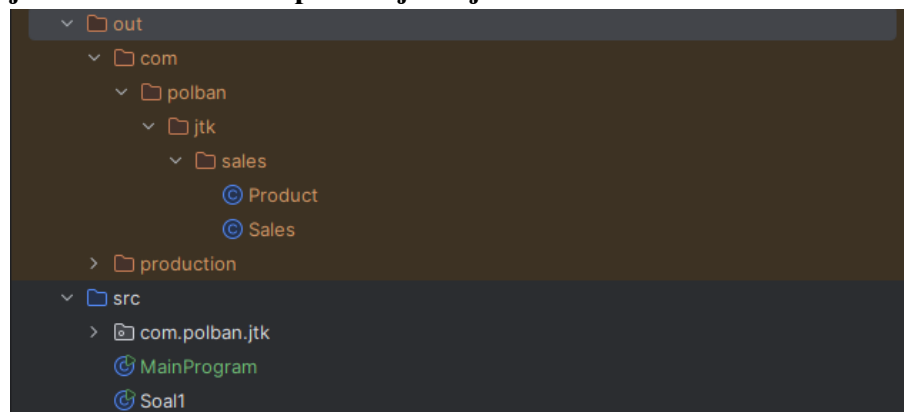 out
com
polban
jtk
sales
Product
Sales
production
src
com.polban.jtk
MainProgram
Soal1